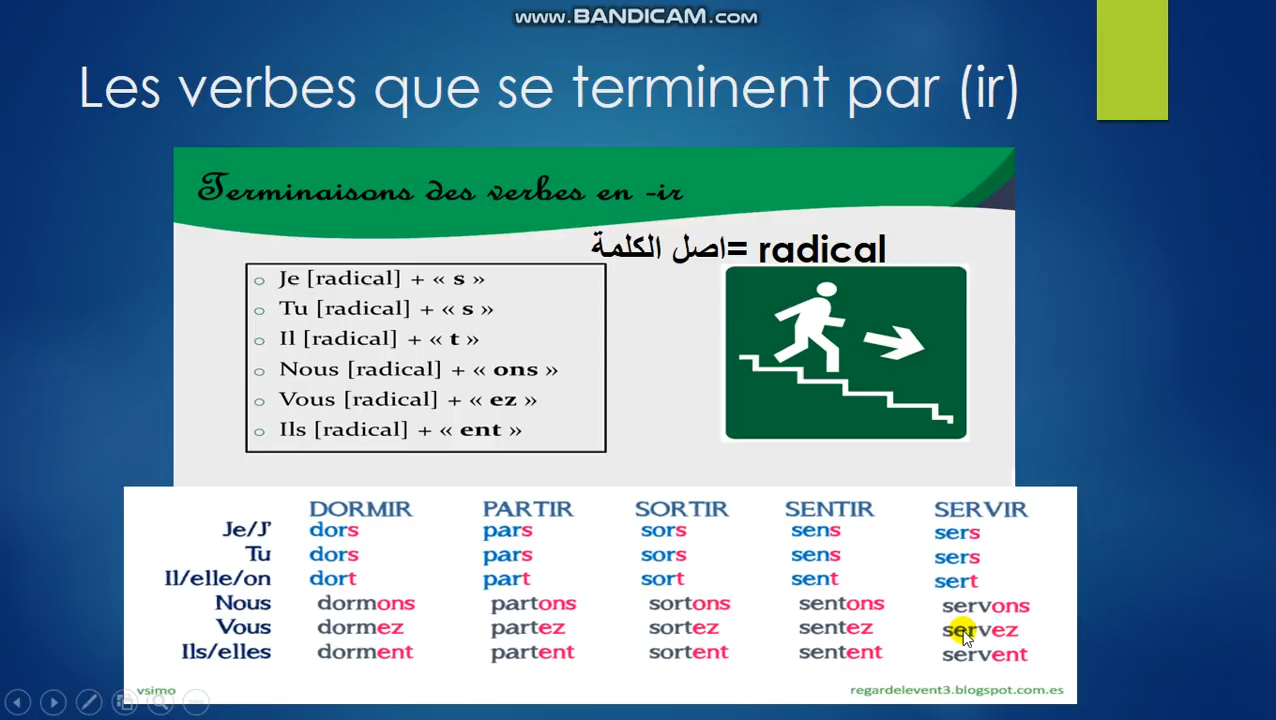 www.BANDICAM.com
Les verbes que se terminent par (ir)
Terminaisons des verbes en -ir
اصل الكلمة= radical
Je [radical] + « s »
Tu [radical] + « s »
Il [radical] + « t »
Nous [radical] + « ons »
Vous [radical] + « ez »
Ils [radical] + « ent »
DORMIR PARTIR SORTIR SENTIR SERVIR
Je/J' dors pars sors sens sers
Tu dors pars sors sens sers
Il/elle/on dort part sort sent sert
Nous dormons partons sortons sentons servons
Vous dormez partez sortez sentez servez
Ils/elles dorment partent sortent sentent servent
vsimo regardelevent3.blogspot.com.es